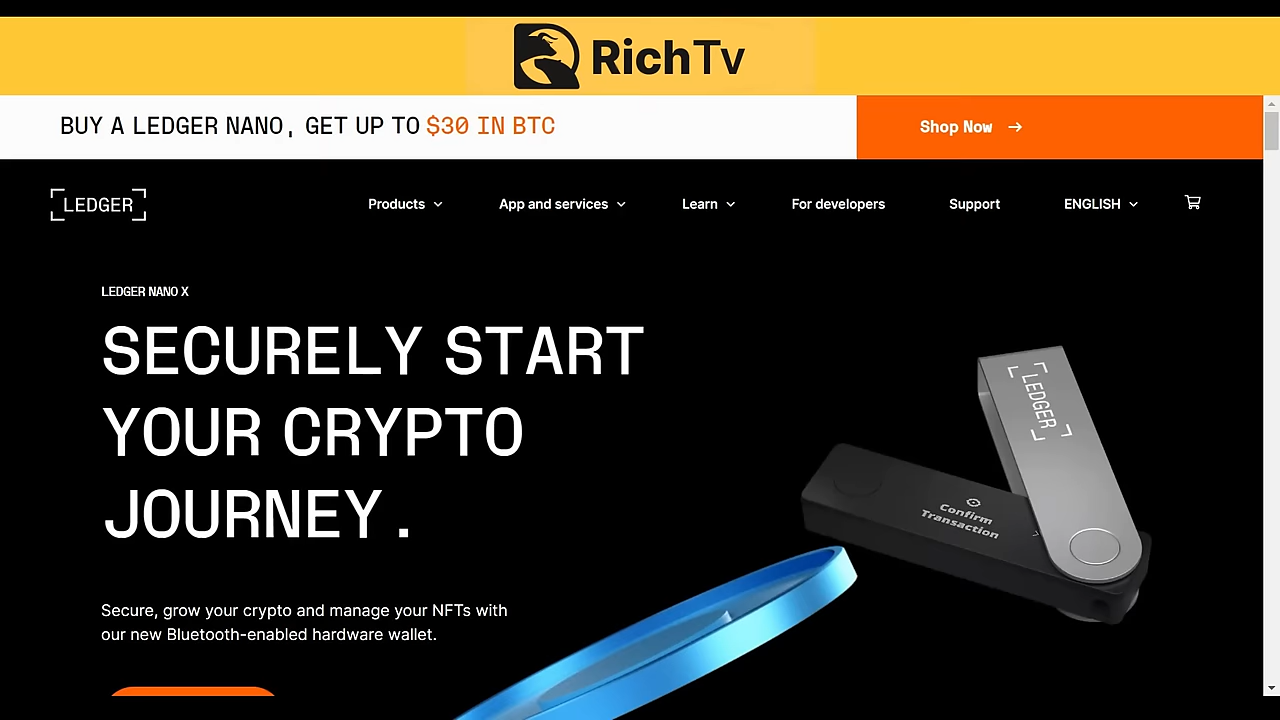 RichTv
BUY A LEDGER NANO, GET UP TO $30 IN BTC
Shop Now
LEDGER
Products
App and services
Learn
For developers
Support
ENGLISH
LEDGER NANO X
SECURELY START
YOUR CRYPTO
JOURNEY.
LEDGER
Confirm
Transaction
Secure, grow your crypto and manage your NFTs with
our new Bluetooth-enabled hardware wallet.